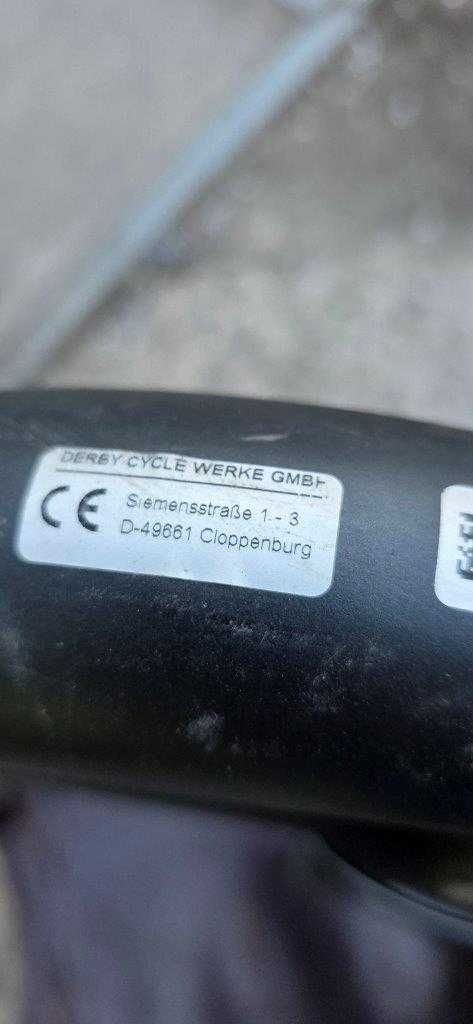 DERBY CYCLE WERKE GMBH
CE
Siemensstraße 1 - 3
D-49661 Cloppenburg